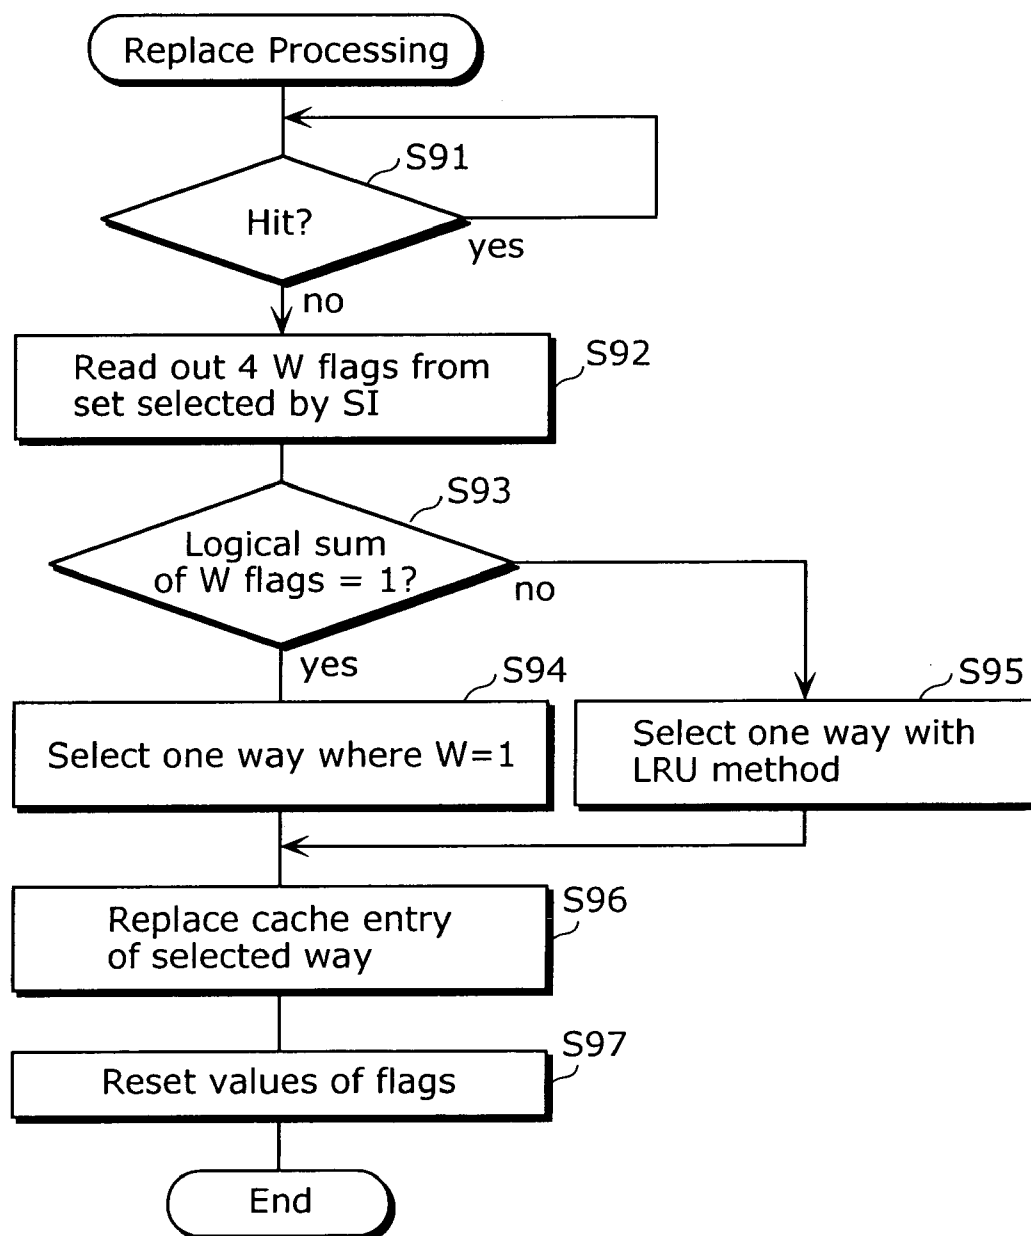 Replace Processing
S91
Hit?
yes
no
S92
Read out 4 W flags from
set selected by SI
S93
Logical sum
of W flags = 1?
no
yes
S94
S95
Select one way where W=1
Select one way with
LRU method
S96
Replace cache entry
of selected way
S97
Reset values of flags
End